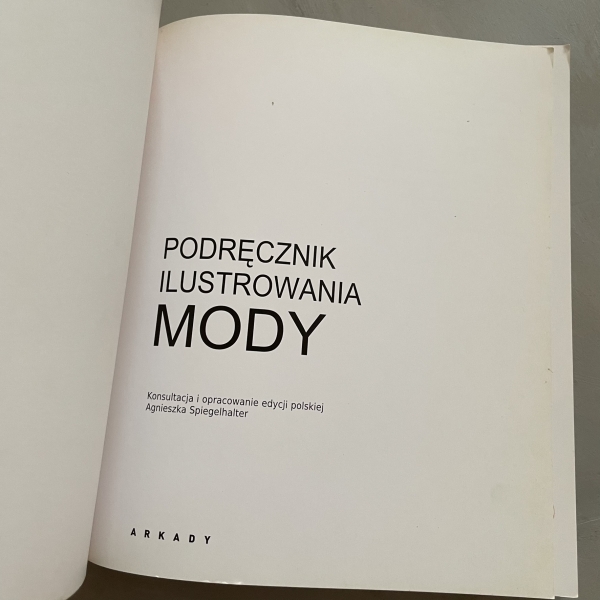 PODRĘCZNIK
ILUSTROWANIA
MODY
Konsultacja i opracowanie edycji polskiej
Agnieszka Spiegelhalter
ARKADY